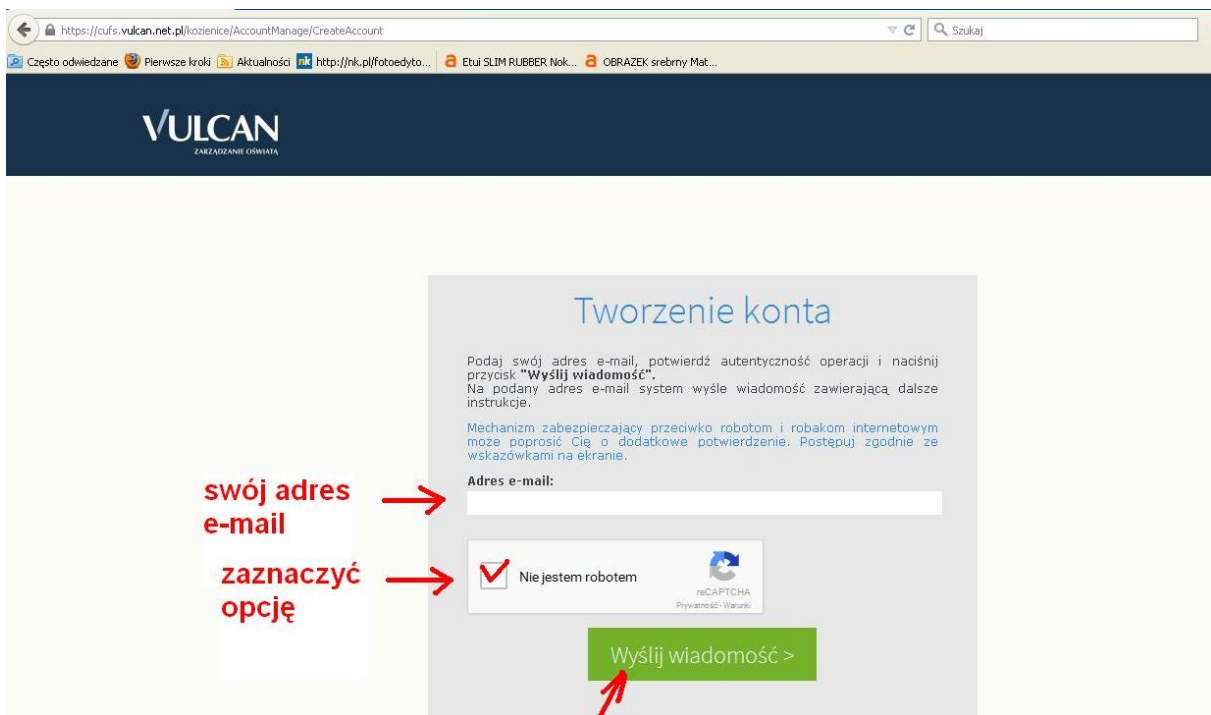 https://cufs.vulcan.net.pl/kozienice/AccountManage/CreateAccount
Szukaj
Często odwiedzane Pierwsze kroki Aktualności nk http://nk.pl/fotoedyto... a Etui SLIM RUBBER Nok... a OBRAZEK srebrny Mat...
VULCAN
ZARZĄDZANIE OŚWIATĄ
Tworzenie konta
Podaj swój adres e-mail, potwierdź autentyczność operacji i naciśnij
przycisk "Wyślij wiadomość".
Na podany adres e-mail system wyśle wiadomość zawierającą dalsze
instrukcje.
Mechanizm zabezpieczający przeciwko robotom i robakom internetowym
może poprosić Cię o dodatkowe potwierdzenie. Postępuj zgodnie ze
wskazówkami na ekranie.
Adres e-mail:
swój adres
e-mail
zaznaczyć
opcję
Nie jestem robotem
reCAPTCHA
Prywatność - Warunki
Wyślij wiadomość >